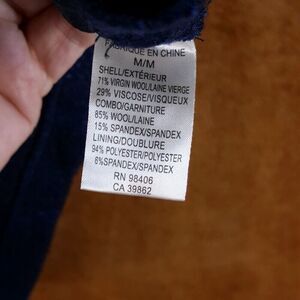 FABRIQUE EN CHINE
M/M
SHELL/EXTÉRIEUR
71% VIRGIN WOOL/LAINE VIERGE
29% VISCOSE/VISQUEUX
COMBO/GARNITURE
85% WOOL/LAINE
15% SPANDEX/SPANDEX
LINING/DOUBLURE
94% POLYESTER/POLYESTER
6%SPANDEX/SPANDEX
RN 98406
CA 39862